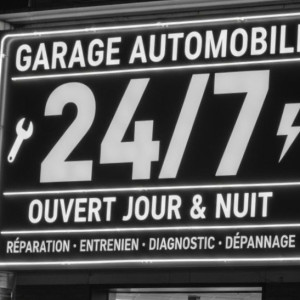 GARAGE AUTOMOBIL
24/7
OUVERT JOUR & NUIT
RÉPARATION · ENTRENIEN · DIAGNOSTIC · DÉPANNAGE